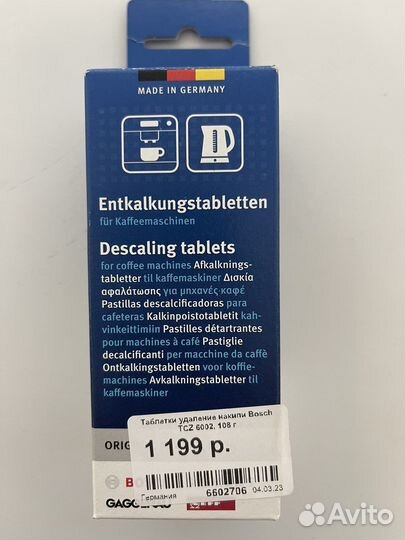 MADE IN GERMANY
Entkalkungstabletten
für Kaffeemaschinen
Descaling tablets
for coffee machines Afkalknings-
tabletter til kaffemaskiner Δισκία
αφαλάτωσης για μηχανές καφέ
Pastillas descalcificadoras para
cafeteras Kalkinpoistotabletit kah-
vinkeittimiin Pastilles détartrantes
pour machines à café Pastiglie
decalcificanti per macchine da caffè
Ontkalkingstabletten voor koffie-
machines Avkalkningstabletter till
kaffemaskiner
Таблетки удаление накипи Bosch
TCZ 6002, 108 г
1 199 р.
Германия
6602706 04.03.23
Avito